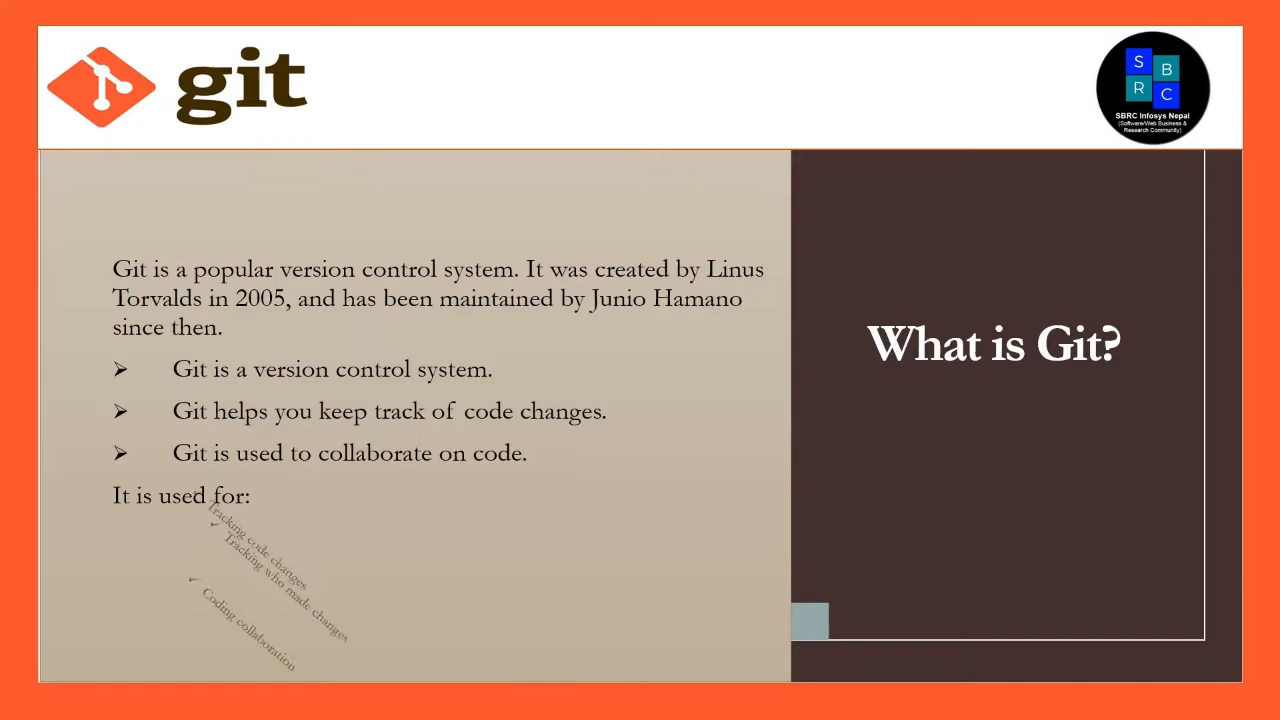 git
S B
R C
SBRC Infosys Nepal
(Software/Web Business &
Research Community)
Git is a popular version control system. It was created by Linus
Torvalds in 2005, and has been maintained by Junio Hamano
since then.
➢ Git is a version control system.
➢ Git helps you keep track of code changes.
➢ Git is used to collaborate on code.
It is used for:
✓ Tracking code changes
✓ Tracking who made changes
✓ Coding collaboration
What is Git?